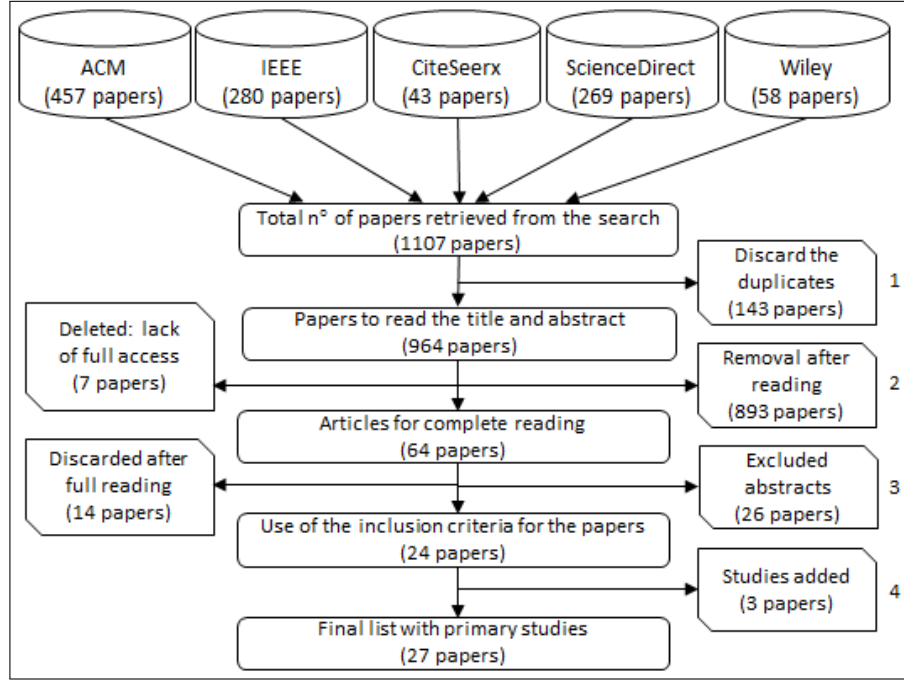 ACM
(457 papers)
IEEE
(280 papers)
CiteSeerx
(43 papers)
ScienceDirect
(269 papers)
Wiley
(58 papers)
Total n° of papers retrieved from the search
(1107 papers)
Discard the
duplicates
(143 papers)
1
Papers to read the title and abstract
(964 papers)
Deleted: lack
of full access
(7 papers)
Removal after
reading
(893 papers)
2
Articles for complete reading
(64 papers)
Discarded after
full reading
(14 papers)
Excluded
abstracts
(26 papers)
3
Use of the inclusion criteria for the papers
(24 papers)
Studies added
(3 papers)
4
Final list with primary studies
(27 papers)